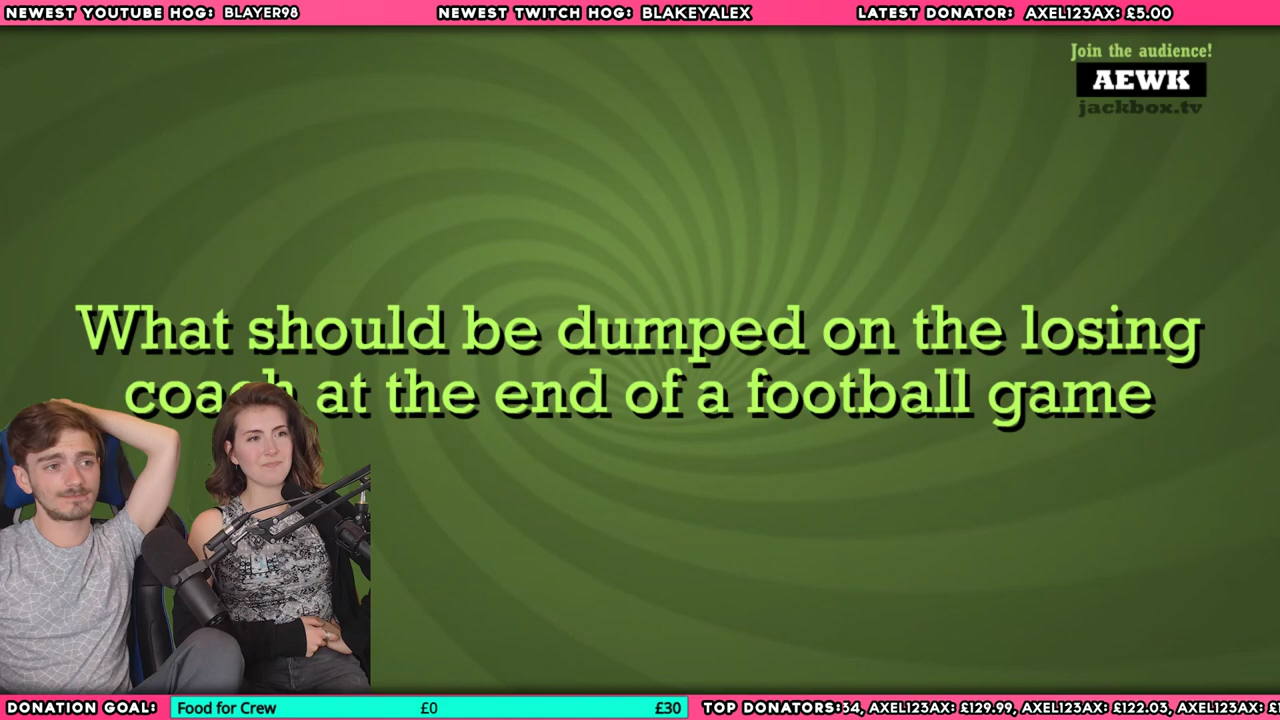 NEWEST YOUTUBE HOG: BLAYER98
NEWEST TWITCH HOG: BLAKEYALEX
LATEST DONATOR: AXEL123AX: £5.00
Join the audience!
AEWK
jackbox.tv
What should be dumped on the losing
coach at the end of a football game
DONATION GOAL: Food for Crew £0 £30
TOP DONATORS: 34, AXEL123AX: £129.99, AXEL123AX: £122.03, AXEL123AX: